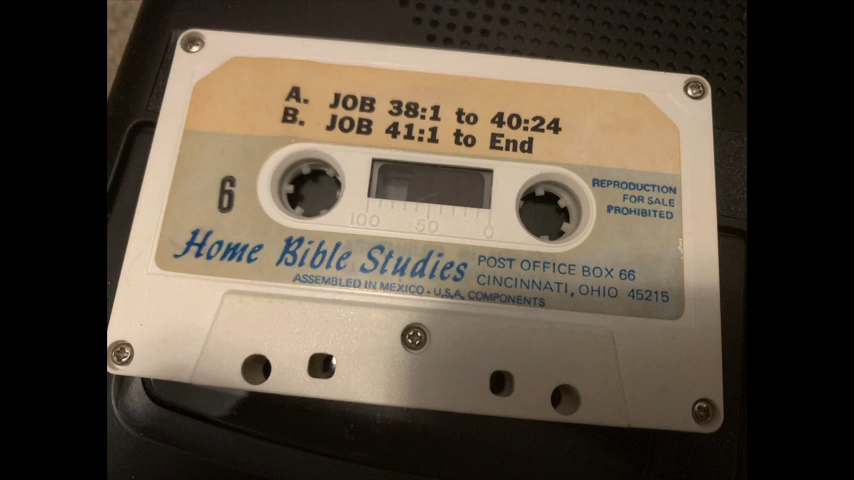 A. JOB 38:1 to 40:24
B. JOB 41:1 to End
6
100 50 0
REPRODUCTION
FOR SALE
PROHIBITED
Home Bible Studies
POST OFFICE BOX 66
CINCINNATI, OHIO 45215
ASSEMBLED IN MEXICO - U.S.A. COMPONENTS